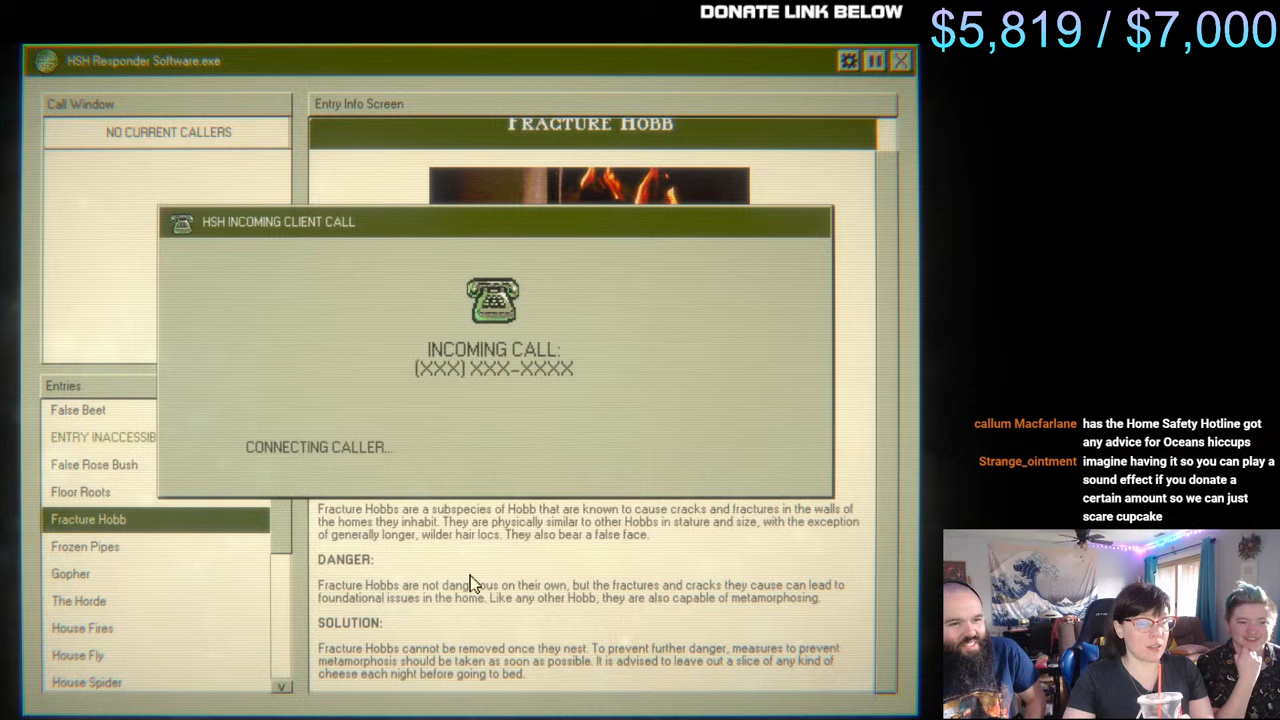 DONATE LINK BELOW
$5,819 / $7,000
HSH Responder Software.exe
Call Window
NO CURRENT CALLERS
Entry Info Screen
FRACTURE HOBB
HSH INCOMING CLIENT CALL
INCOMING CALL:
(XXX) XXX-XXXX
CONNECTING CALLER...
Entries
False Beet
ENTRY INACCESSIB
False Rose Bush
Floor Roots
Fracture Hobb
Frozen Pipes
Gopher
The Horde
House Fires
House Fly
House Spider
Fracture Hobbs are a subspecies of Hobb that are known to cause cracks and fractures in the walls of
the homes they inhabit. They are physically similar to other Hobbs in stature and size, with the exception
of generally longer, wilder hair locs. They also bear a false face.
DANGER:
Fracture Hobbs are not dangerous on their own, but the fractures and cracks they cause can lead to
foundational issues in the home. Like any other Hobb, they are also capable of metamorphosing.
SOLUTION:
Fracture Hobbs cannot be removed once they nest. To prevent further danger, measures to prevent
metamorphosis should be taken as soon as possible. It is advised to leave out a slice of any kind of
cheese each night before going to bed.
callum Macfarlane has the Home Safety Hotline got
any advice for Oceans hiccups
Strange_ointment imagine having it so you can play a
sound effect if you donate a
certain amount so we can just
scare cupcake